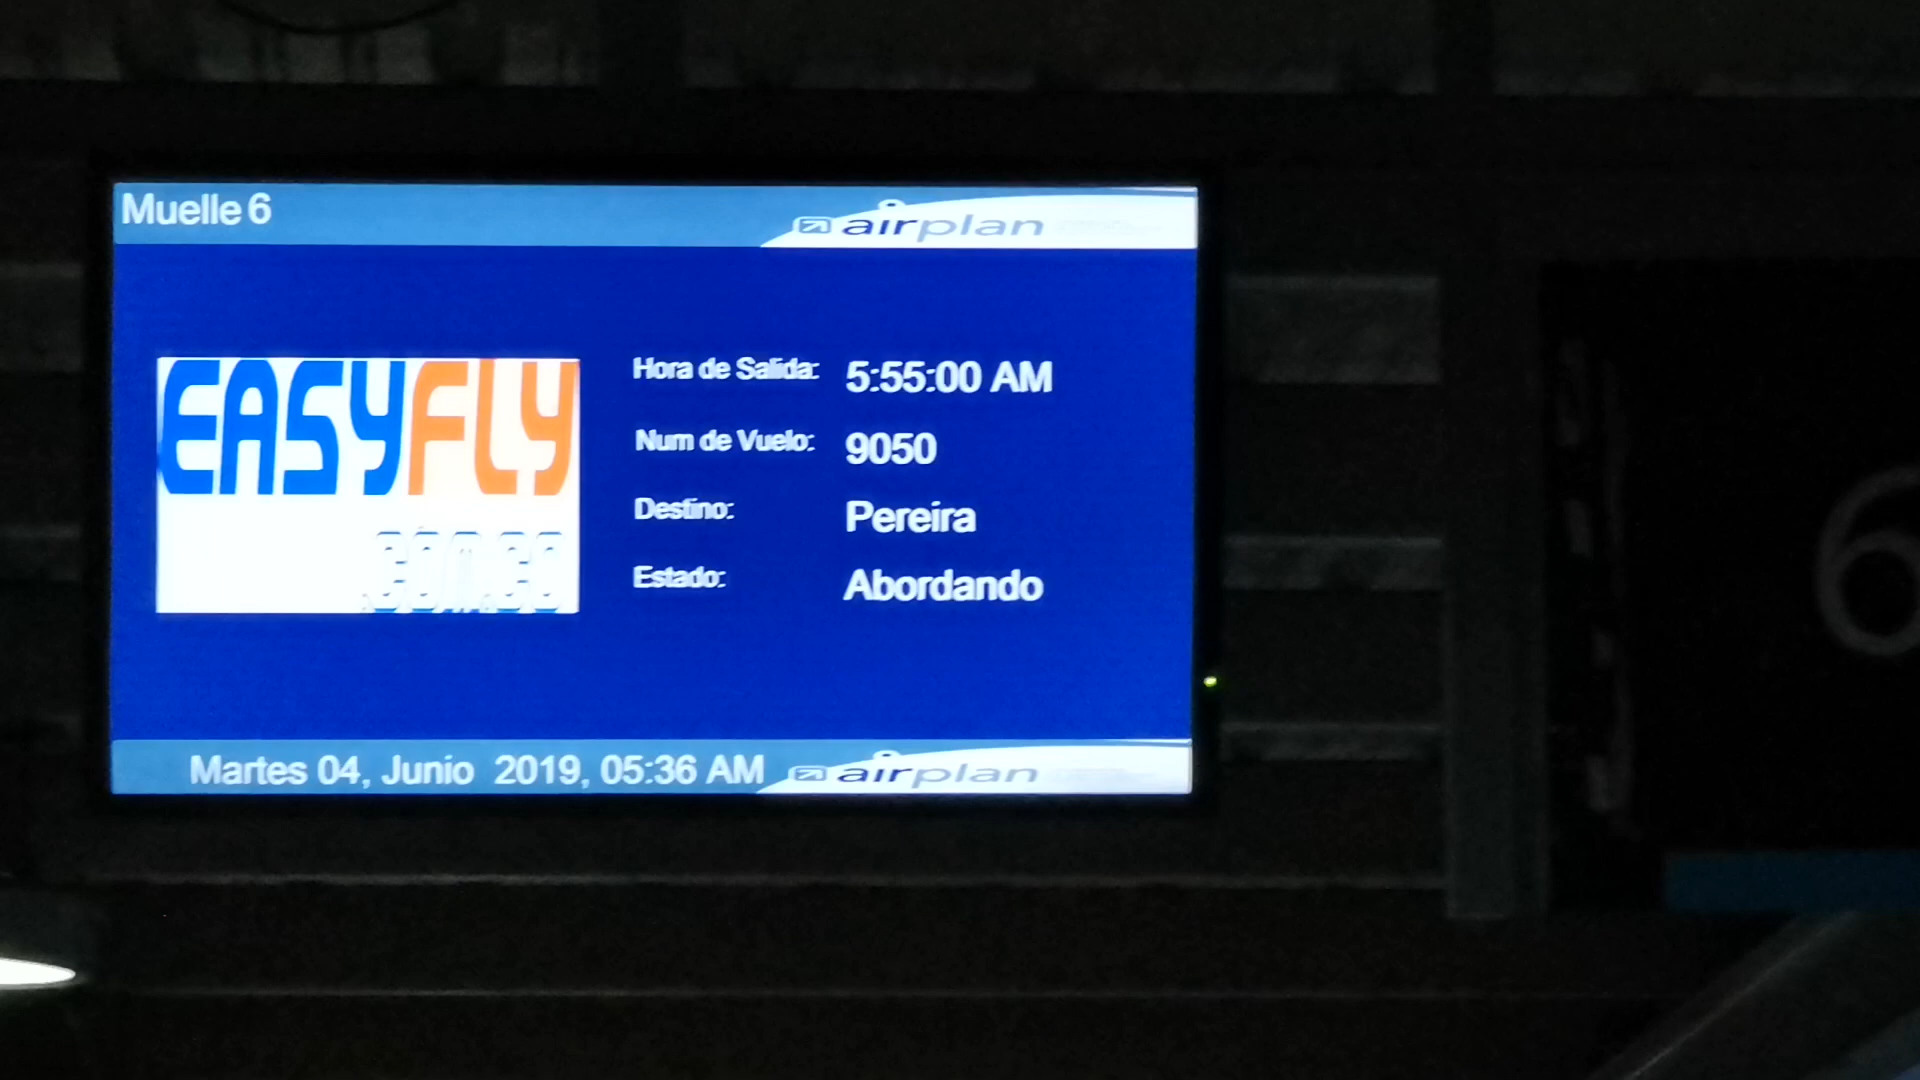 Muelle 6
airplan
EASYFLY
Hora de Salida: 5:55:00 AM
Num de Vuelo: 9050
Destino: Pereira
Estado: Abordando
Martes 04, Junio 2019, 05:36 AM
airplan
6